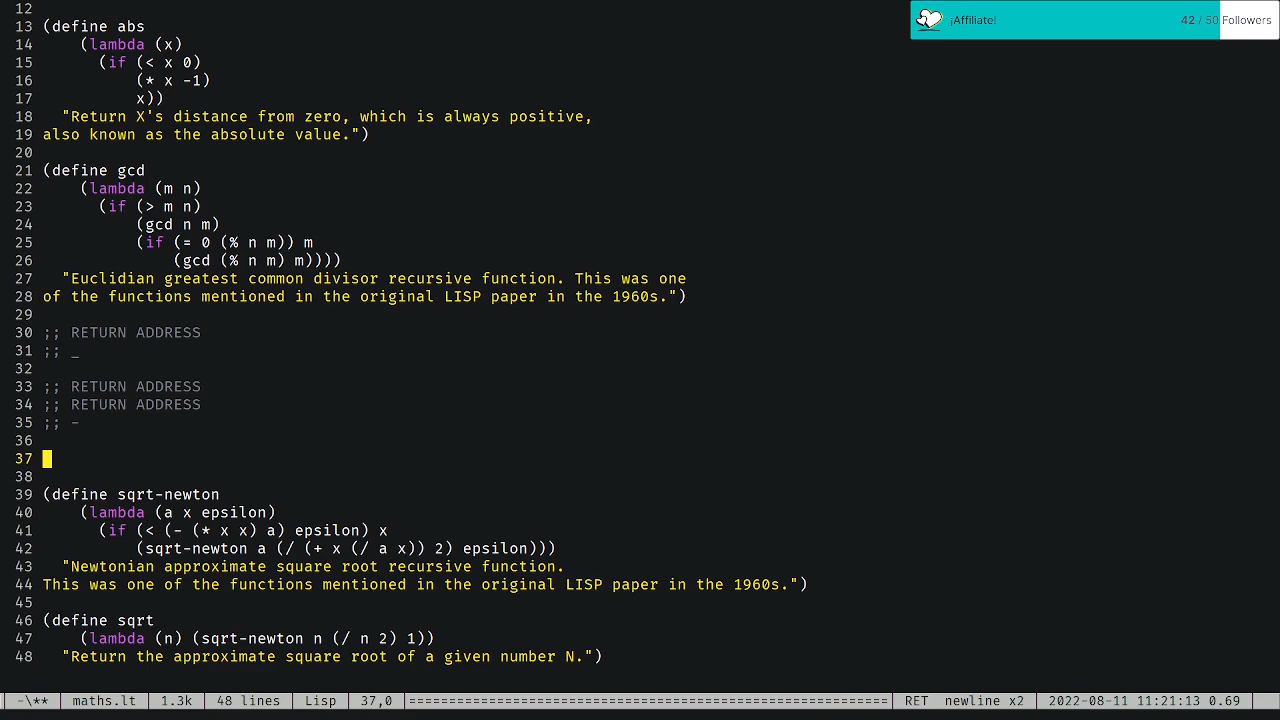 ¡Affiliate! 42 / 50 Followers
12
13 (define abs
14     (lambda (x)
15       (if (< x 0)
16           (* x -1)
17           x))
18   "Return X's distance from zero, which is always positive,
19 also known as the absolute value.")
20
21 (define gcd
22     (lambda (m n)
23       (if (> m n)
24           (gcd n m)
25           (if (= 0 (% n m)) m
26               (gcd (% n m) m))))
27   "Euclidian greatest common divisor recursive function. This was one
28 of the functions mentioned in the original LISP paper in the 1960s.")
29
30 ;; RETURN ADDRESS
31 ;; _
32
33 ;; RETURN ADDRESS
34 ;; RETURN ADDRESS
35 ;; -
36
37
38
39 (define sqrt-newton
40     (lambda (a x epsilon)
41       (if (< (- (* x x) a) epsilon) x
42           (sqrt-newton a (/ (+ x (/ a x)) 2) epsilon)))
43   "Newtonian approximate square root recursive function.
44 This was one of the functions mentioned in the original LISP paper in the 1960s.")
45
46 (define sqrt
47     (lambda (n) (sqrt-newton n (/ n 2) 1))
48   "Return the approximate square root of a given number N.")
-\** maths.lt 1.3k 48 lines Lisp 37,0 ==================================================== RET newline x2 2022-08-11 11:21:13 0.69